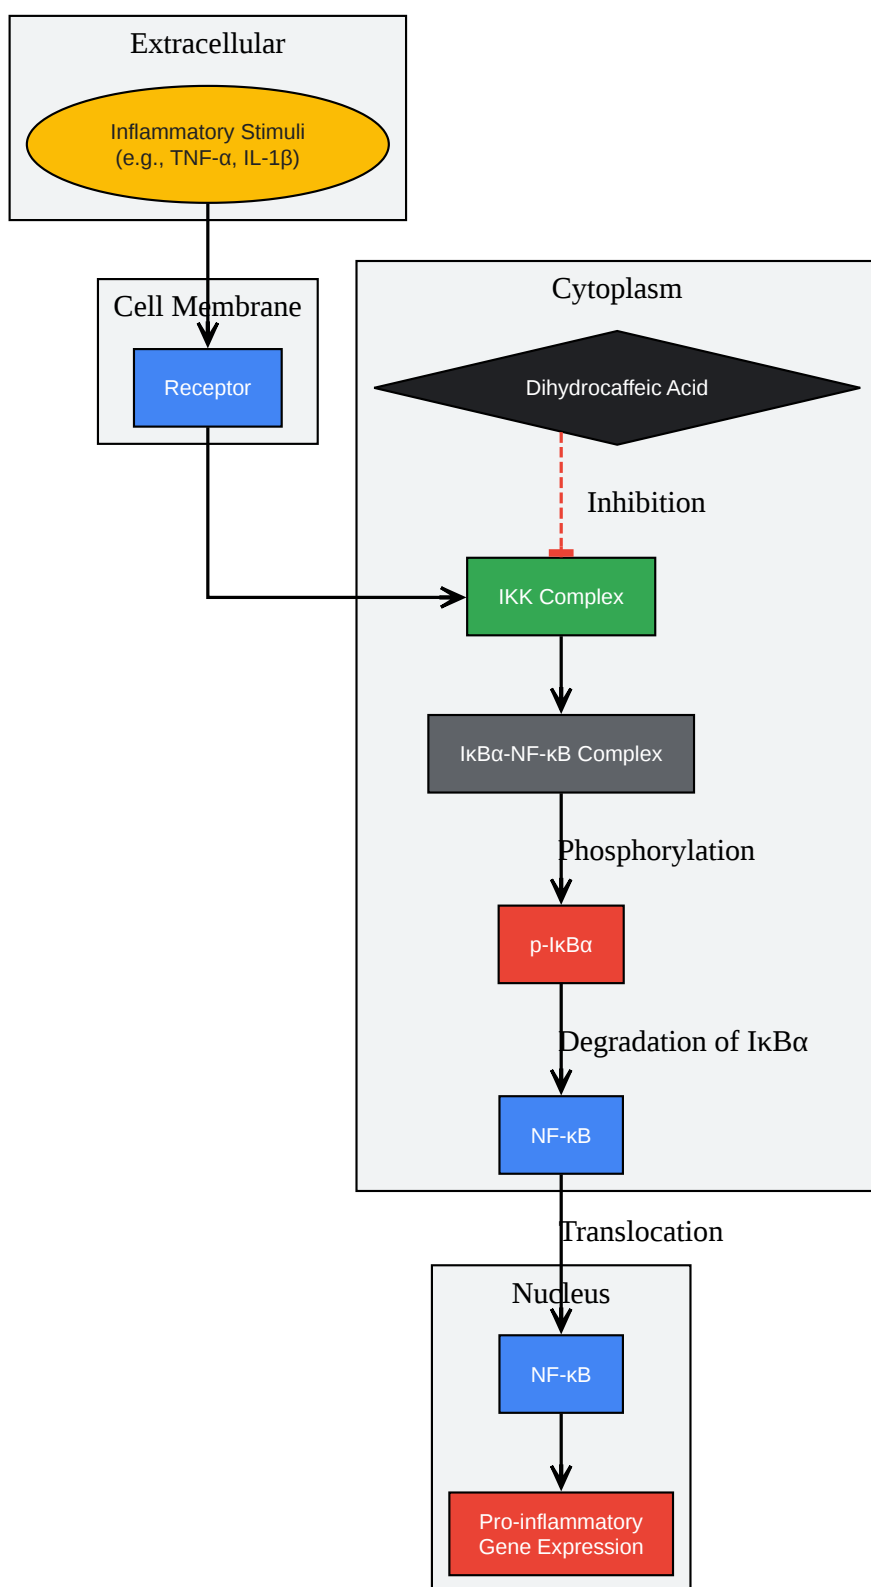 Extracellular
Inflammatory Stimuli
(e.g., TNF-α, IL-1β)
Cell Membrane
Receptor
Cytoplasm
Dihydrocaffeic Acid
Inhibition
IKK Complex
IκBα-NF-κB Complex
Phosphorylation
p-IκBα
Degradation of IκBα
NF-κB
Translocation
Nucleus
NF-κB
Pro-inflammatory
Gene Expression